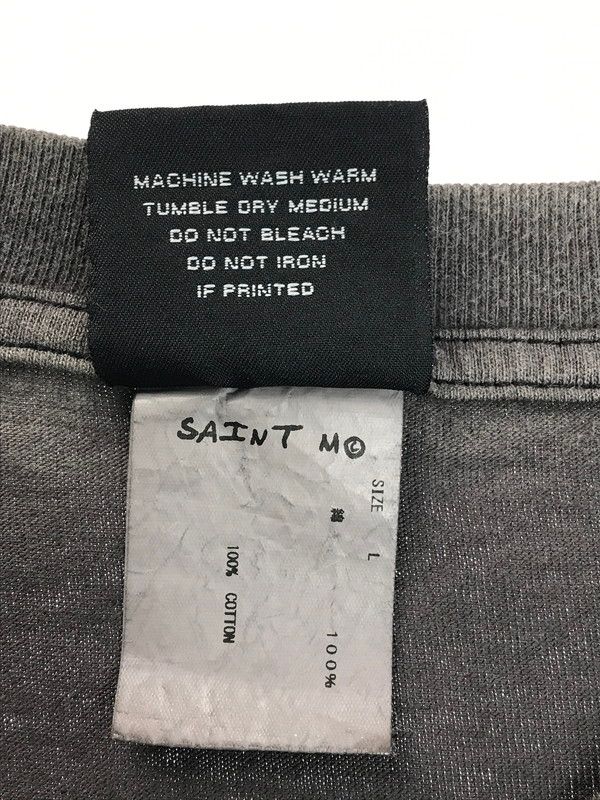 MACHINE WASH WARM
TUMBLE DRY MEDIUM
DO NOT BLEACH
DO NOT IRON
IF PRINTED
SAINT M©
SIZE L
綿 100%
100% COTTON